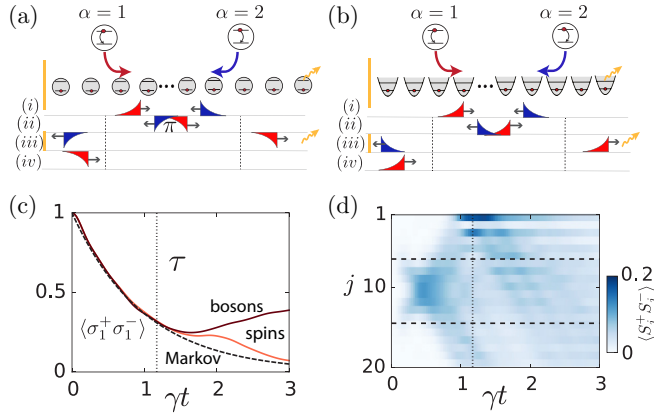 (a)
α = 1
α = 2
(i)
(ii)
π
(iii)
(iv)
(b)
α = 1
α = 2
(i)
(ii)
(iii)
(iv)
(c)
1
0.5
0
τ
bosons
spins
Markov
⟨σ₁⁺σ₁⁻⟩
0 1 2 3
γt
(d)
1
j 10
20
0 1 2 3
γt
0.2
0
⟨Sᵢ⁺Sᵢ⁻⟩